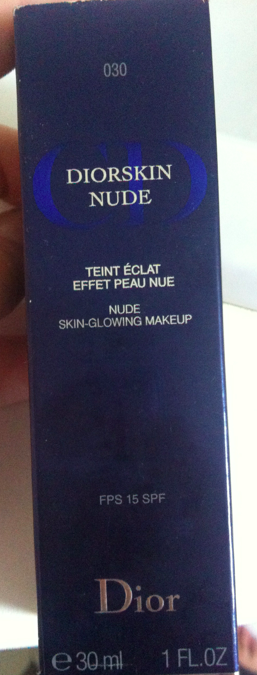 030
DIORSKIN
NUDE
TEINT ÉCLAT
EFFET PEAU NUE
NUDE
SKIN-GLOWING MAKEUP
FPS 15 SPF
Dior
℮ 30 ml 1 FL.OZ